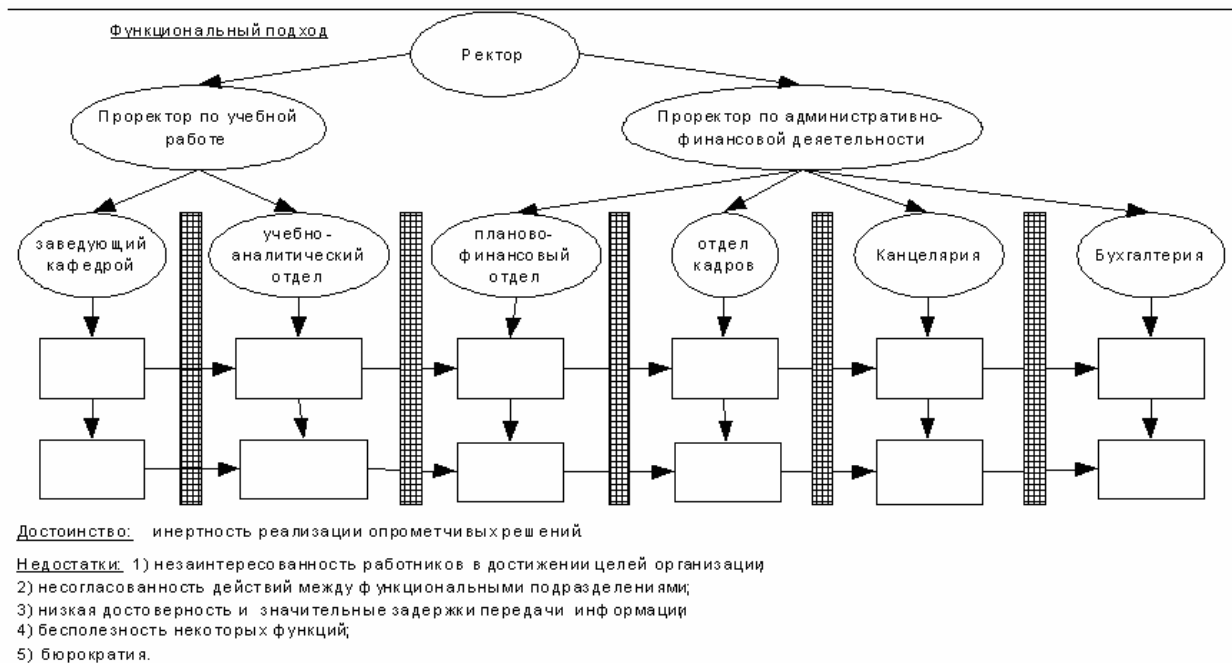 Функциональный подход
Ректор
Проректор по учебной
работе
Проректор по административно-
финансовой деяетельности
заведующий
кафедрой
учебно-
аналитический
отдел
планово-
финансовый
отдел
отдел
кадров
Канцелярия
Бухгалтерия
Достоинство: инертность реализации опрометчивых решений.
Недостатки: 1) незаинтересованность работников в достижении целей организации;
2) несогласованность действий между функциональными подразделениями;
3) низкая достоверность и значительные задержки передачи информации;
4) бесполезность некоторых функций;
5) бюрократия.